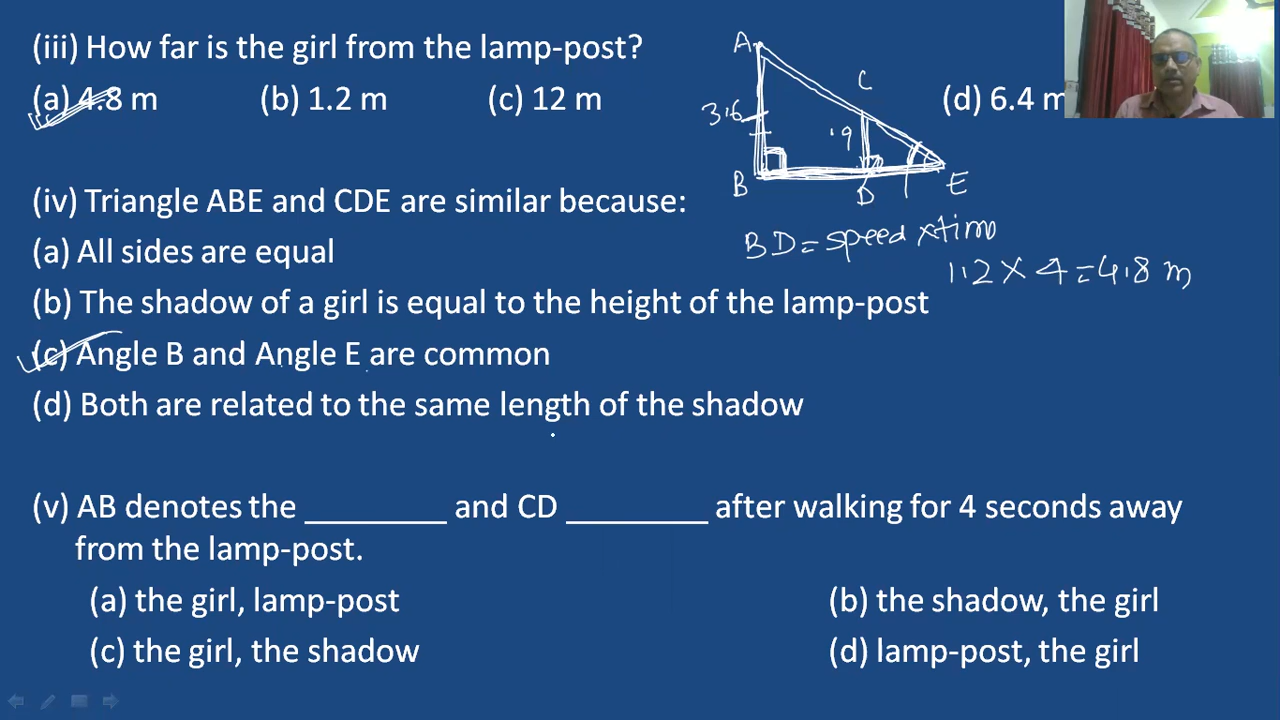 (iii) How far is the girl from the lamp-post?
(a) 4.8 m (b) 1.2 m (c) 12 m (d) 6.4 m
A
C
3.6
.9
B
D
E
(iv) Triangle ABE and CDE are similar because:
BD = speed x time
1.2 × 4 = 4.8 m
(a) All sides are equal
(b) The shadow of a girl is equal to the height of the lamp-post
(c) Angle B and Angle E are common
(d) Both are related to the same length of the shadow
(v) AB denotes the ________ and CD ________ after walking for 4 seconds away
from the lamp-post.
(a) the girl, lamp-post (b) the shadow, the girl
(c) the girl, the shadow (d) lamp-post, the girl